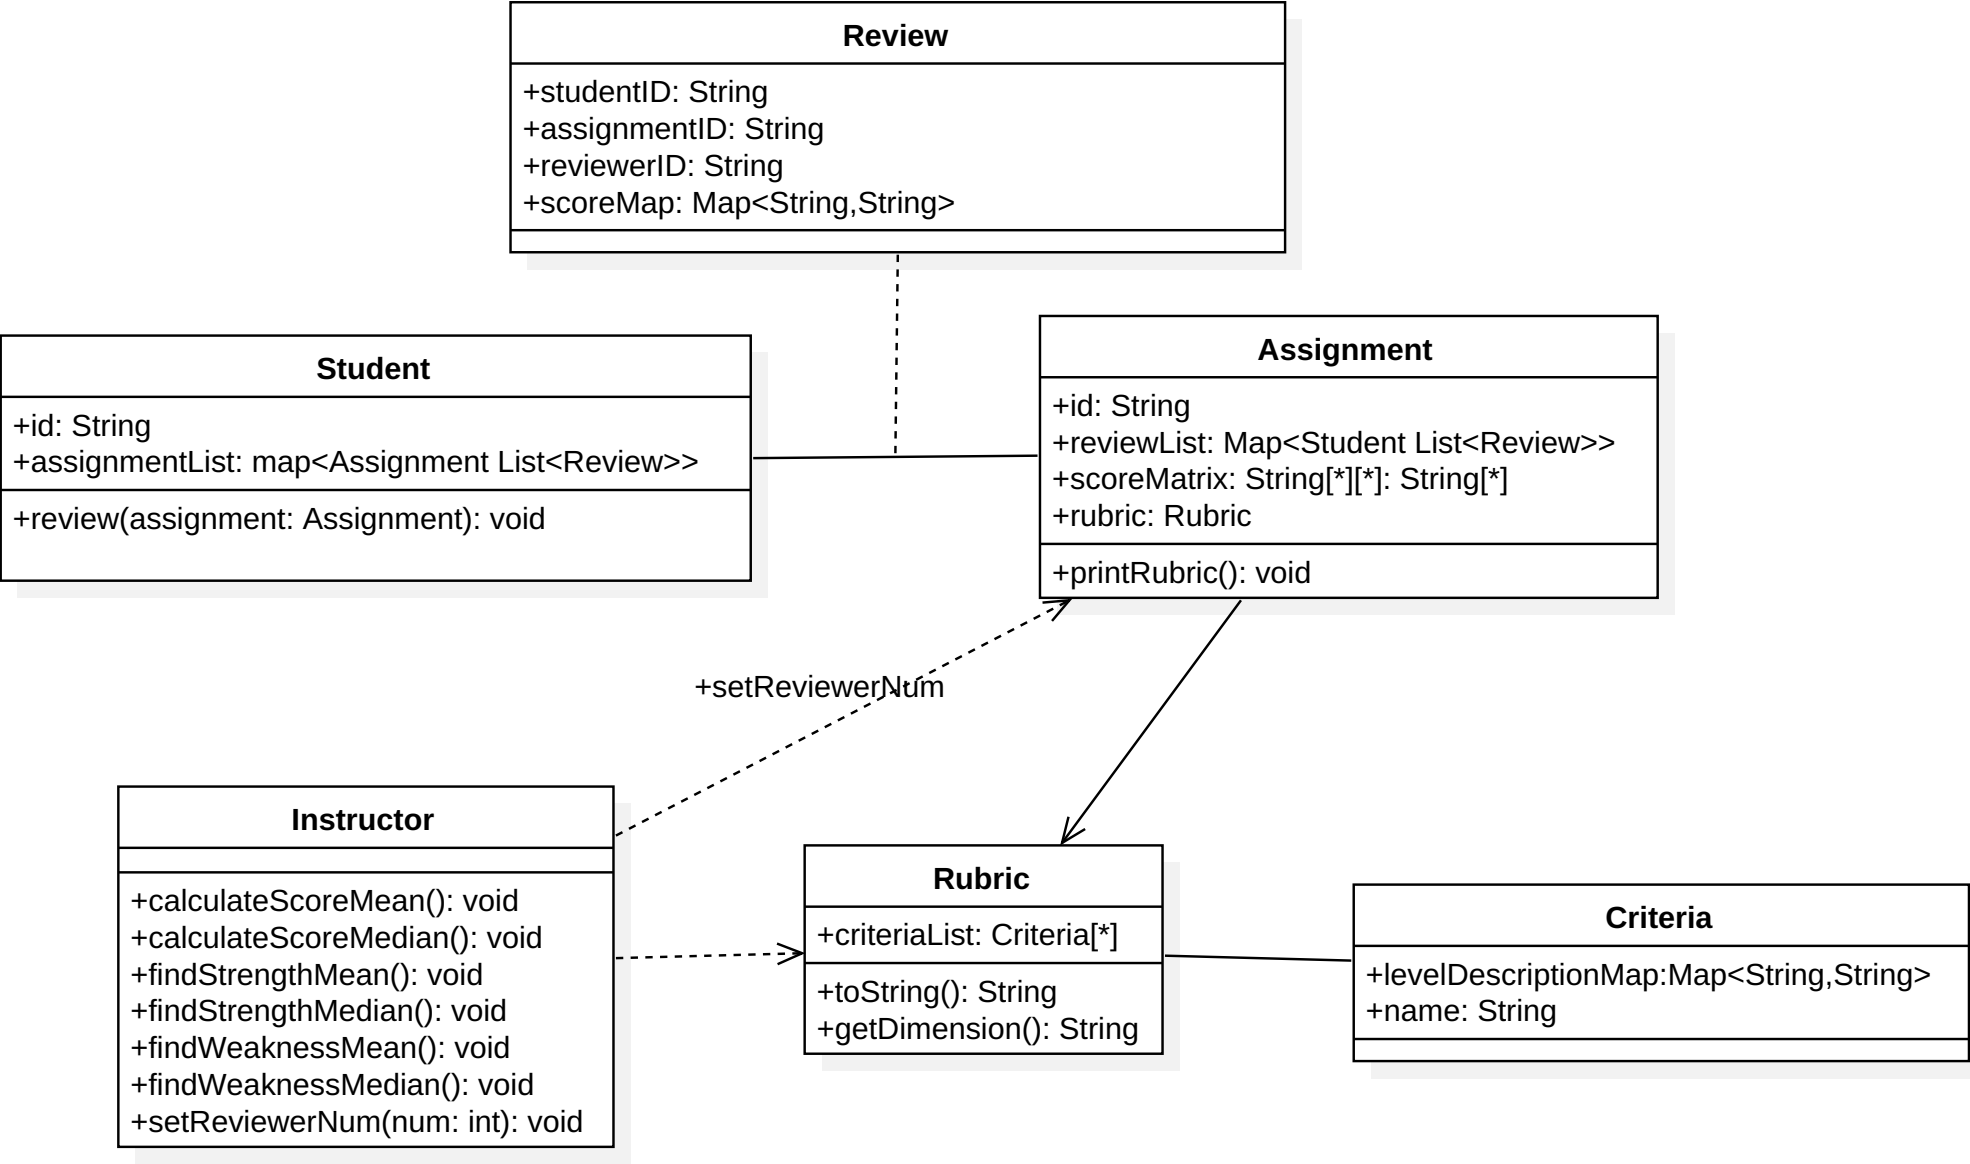 Review
+studentID: String
+assignmentID: String
+reviewerID: String
+scoreMap: Map<String,String>
Student
+id: String
+assignmentList: map<Assignment List<Review>>
+review(assignment: Assignment): void
Assignment
+id: String
+reviewList: Map<Student List<Review>>
+scoreMatrix: String[*][*]: String[*]
+rubric: Rubric
+printRubric(): void
+setReviewerNum
Instructor
+calculateScoreMean(): void
+calculateScoreMedian(): void
+findStrengthMean(): void
+findStrengthMedian(): void
+findWeaknessMean(): void
+findWeaknessMedian(): void
+setReviewerNum(num: int): void
Rubric
+criteriaList: Criteria[*]
+toString(): String
+getDimension(): String
Criteria
+levelDescriptionMap:Map<String,String>
+name: String